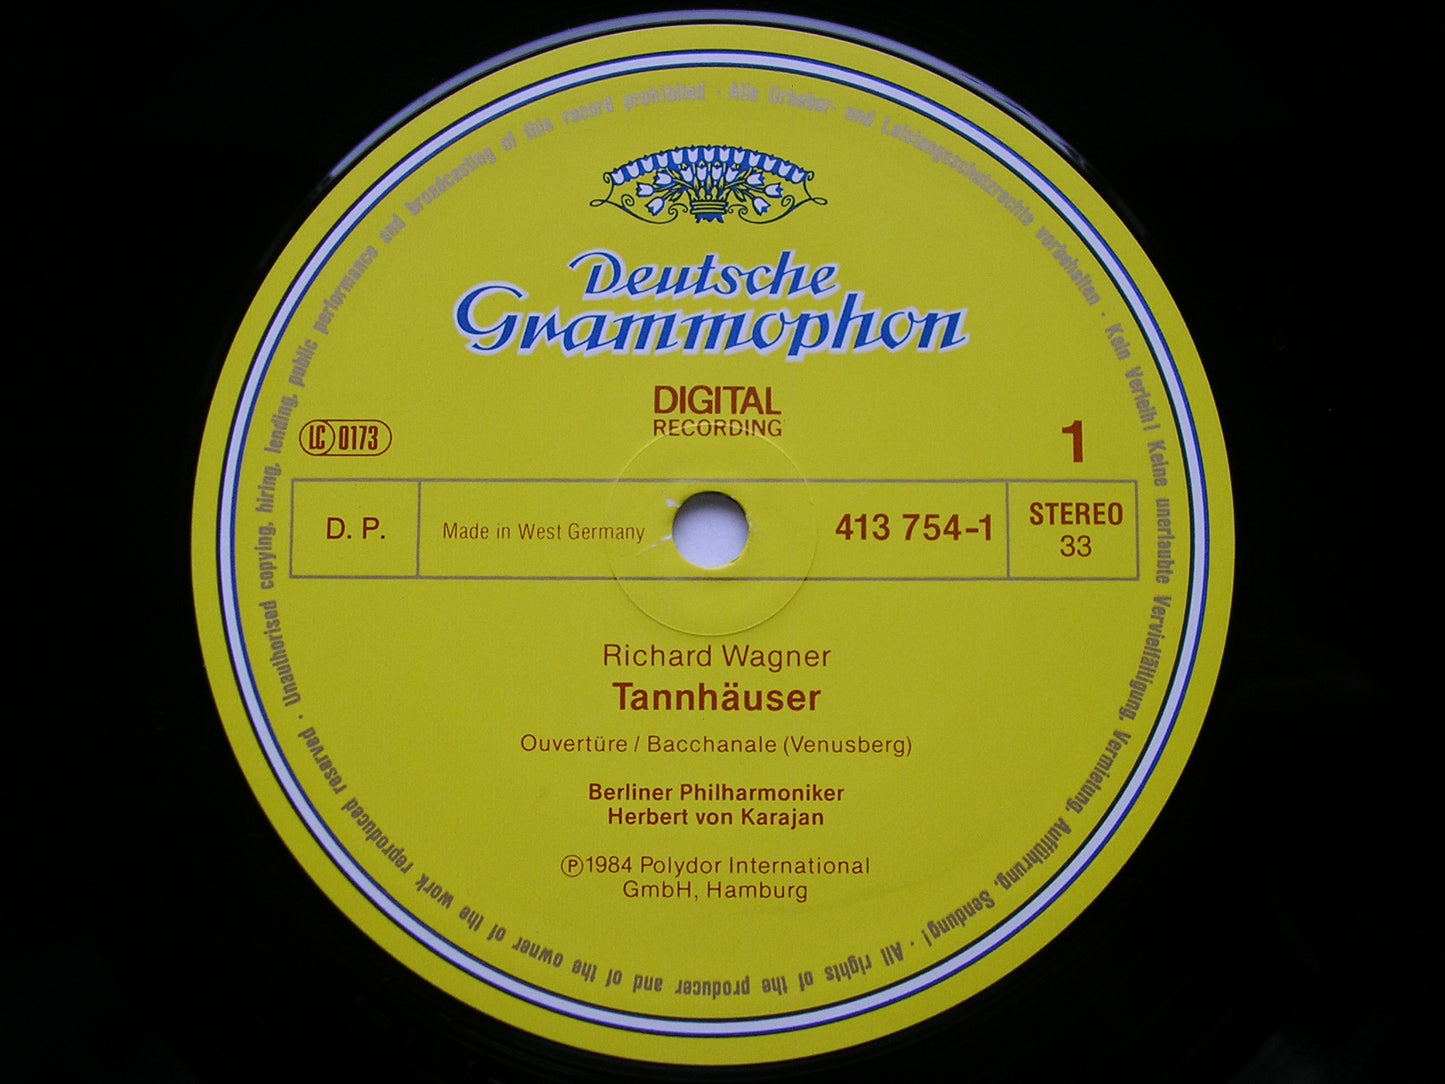 Deutsche
Grammophon
DIGITAL
RECORDING
LC 0173
1
D. P.
Made in West Germany
413 754-1
STEREO
33
Richard Wagner
Tannhäuser
Ouvertüre / Bacchanale (Venusberg)
Berliner Philharmoniker
Herbert von Karajan
Ⓟ1984 Polydor International
GmbH, Hamburg
Alle Urheber- und Leistungsschutzrechte vorbehalten · Kein Verleih! Keine unerlaubte Vervielfältigung, Vermietung, Aufführung, Sendung! · All rights of the producer and of the owner of the work reproduced reserved · Unauthorised copying, hiring, lending, public performance and broadcasting of this record prohibited ·